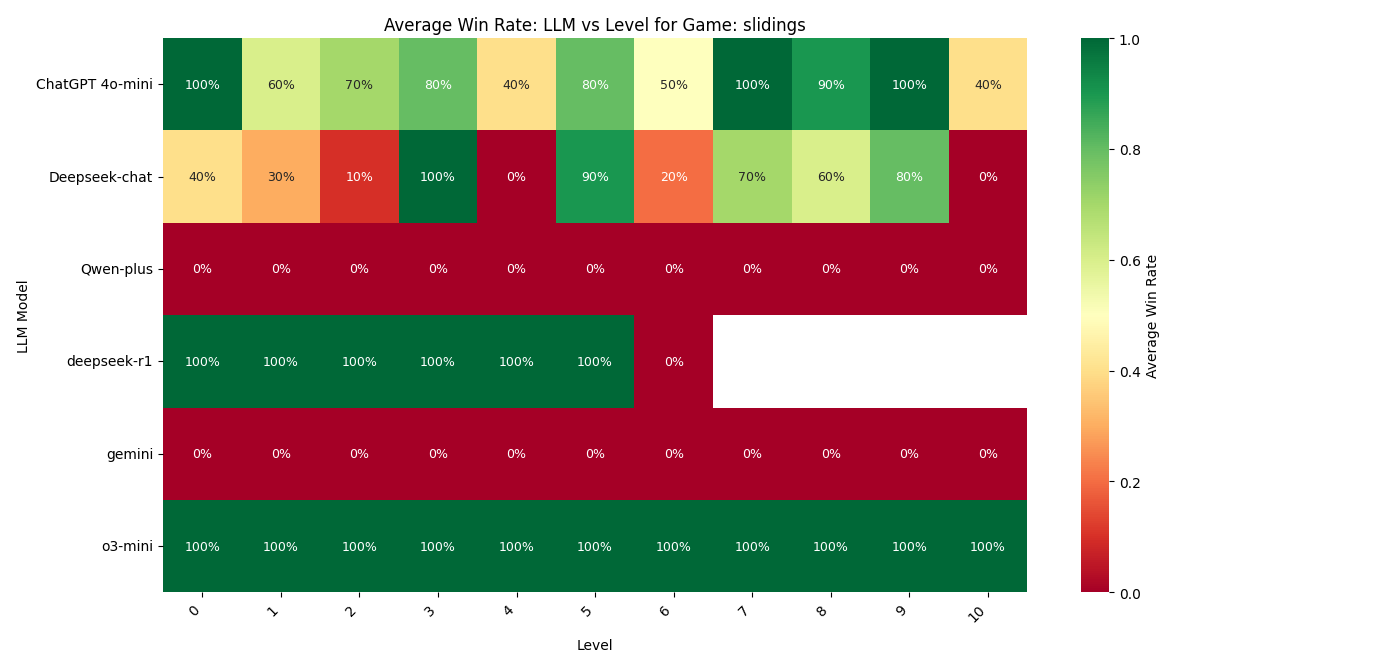 Average Win Rate: LLM vs Level for Game: slidings
LLM Model
ChatGPT 4o-mini 100% 60% 70% 80% 40% 80% 50% 100% 90% 100% 40%
Deepseek-chat 40% 30% 10% 100% 0% 90% 20% 70% 60% 80% 0%
Qwen-plus 0% 0% 0% 0% 0% 0% 0% 0% 0% 0% 0%
deepseek-r1 100% 100% 100% 100% 100% 100% 0%
gemini 0% 0% 0% 0% 0% 0% 0% 0% 0% 0% 0%
o3-mini 100% 100% 100% 100% 100% 100% 100% 100% 100% 100% 100%
0 1 2 3 4 5 6 7 8 9 10
Level
1.0
0.8
0.6
0.4
0.2
0.0
Average Win Rate